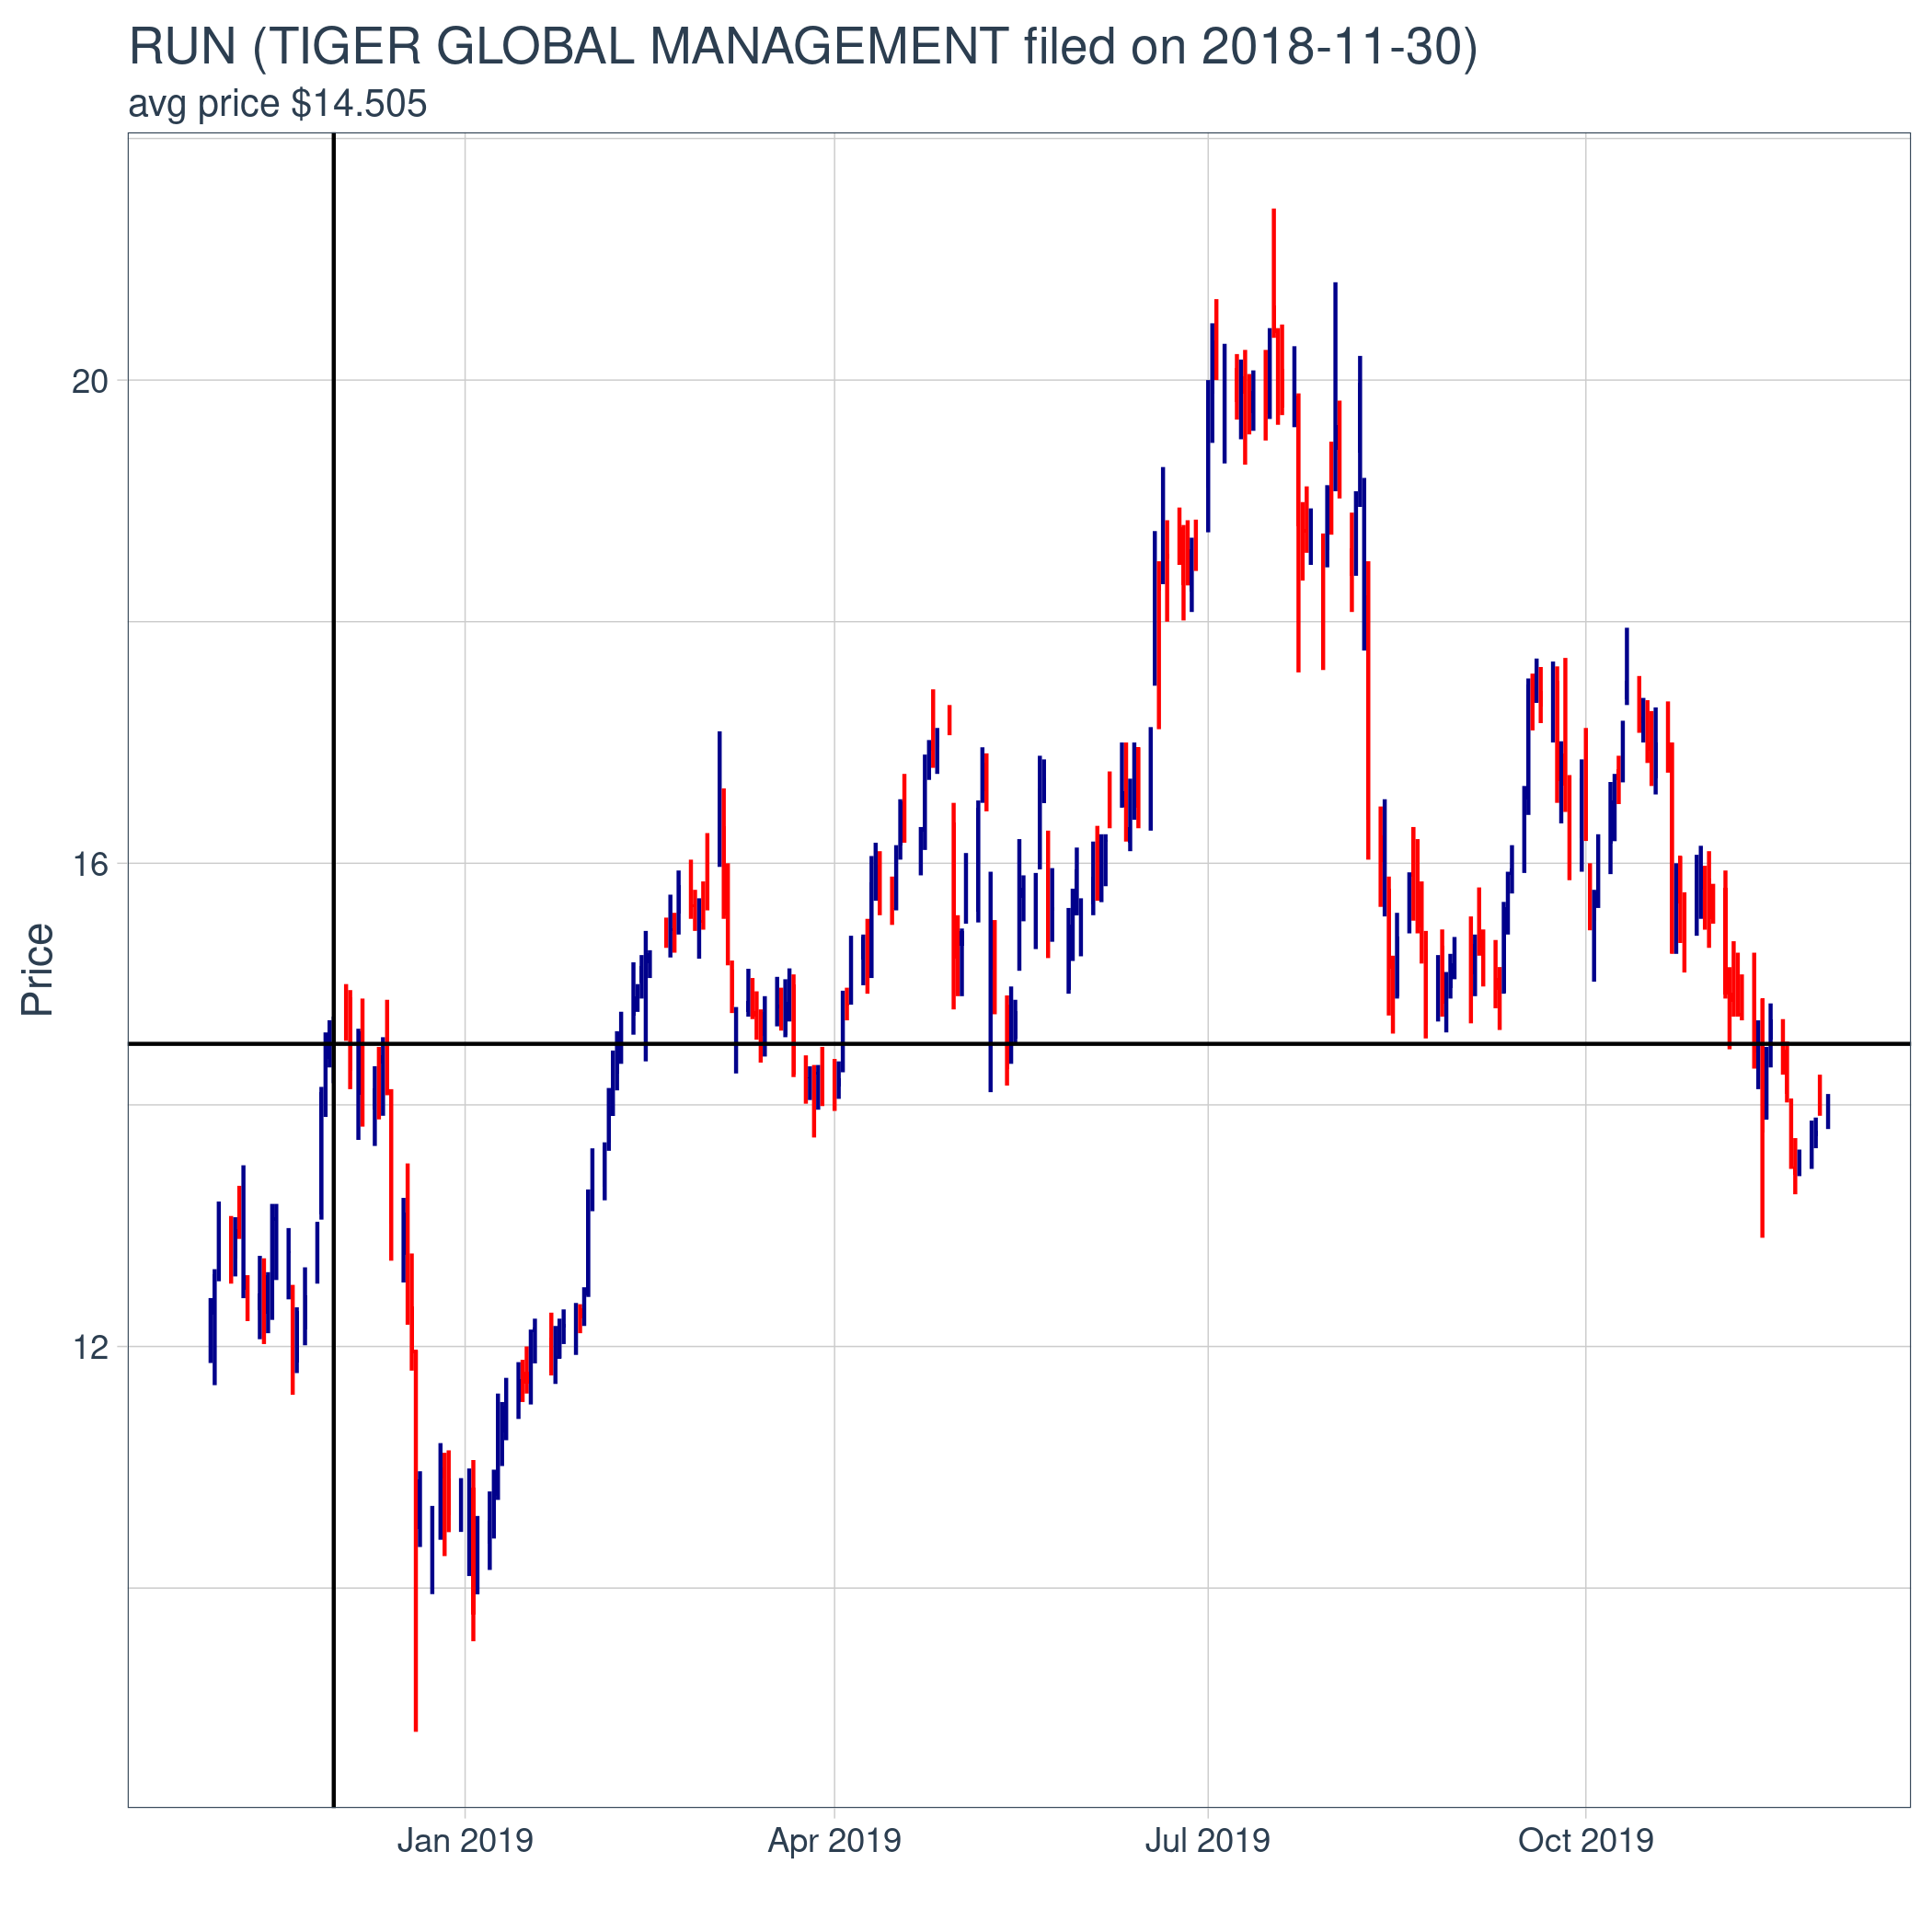 RUN (TIGER GLOBAL MANAGEMENT filed on 2018-11-30)
avg price $14.505
20
16
12
Price
Jan 2019 Apr 2019 Jul 2019 Oct 2019